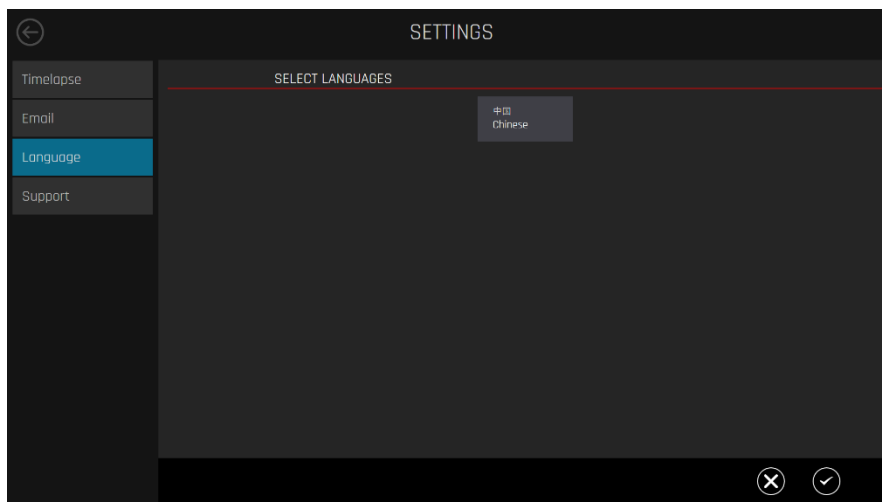 SETTINGS
Timelapse
SELECT LANGUAGES
Email
中国
Chinese
Language
Support